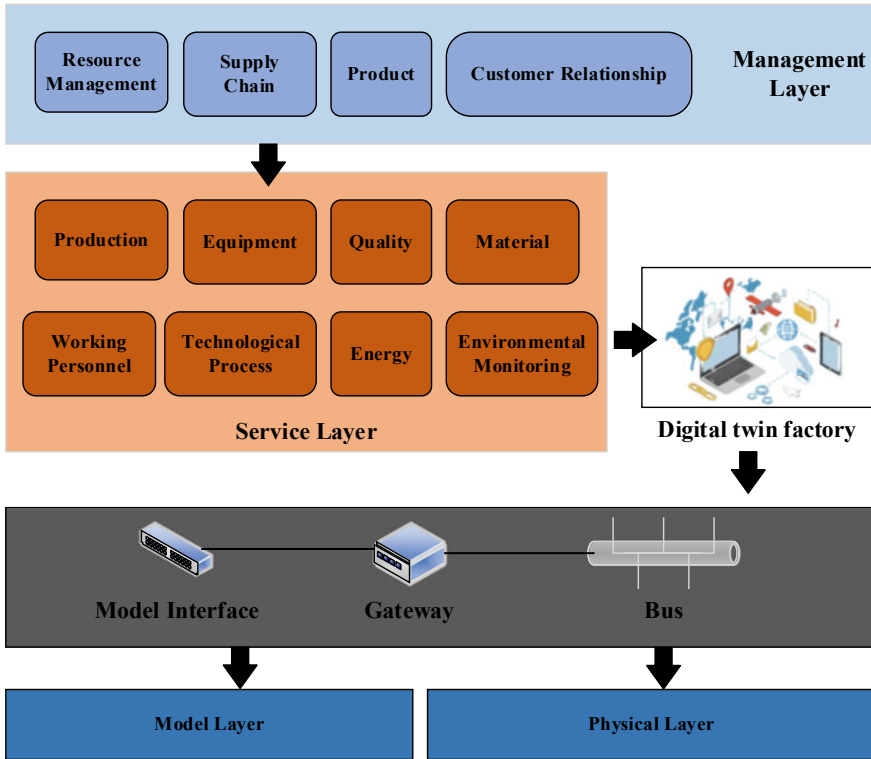 Resource
Management
Supply
Chain
Product
Customer Relationship
Management
Layer
Production
Equipment
Quality
Material
Working
Personnel
Technological
Process
Energy
Environmental
Monitoring
Service Layer
Digital twin factory
Model Interface
Gateway
Bus
Model Layer
Physical Layer